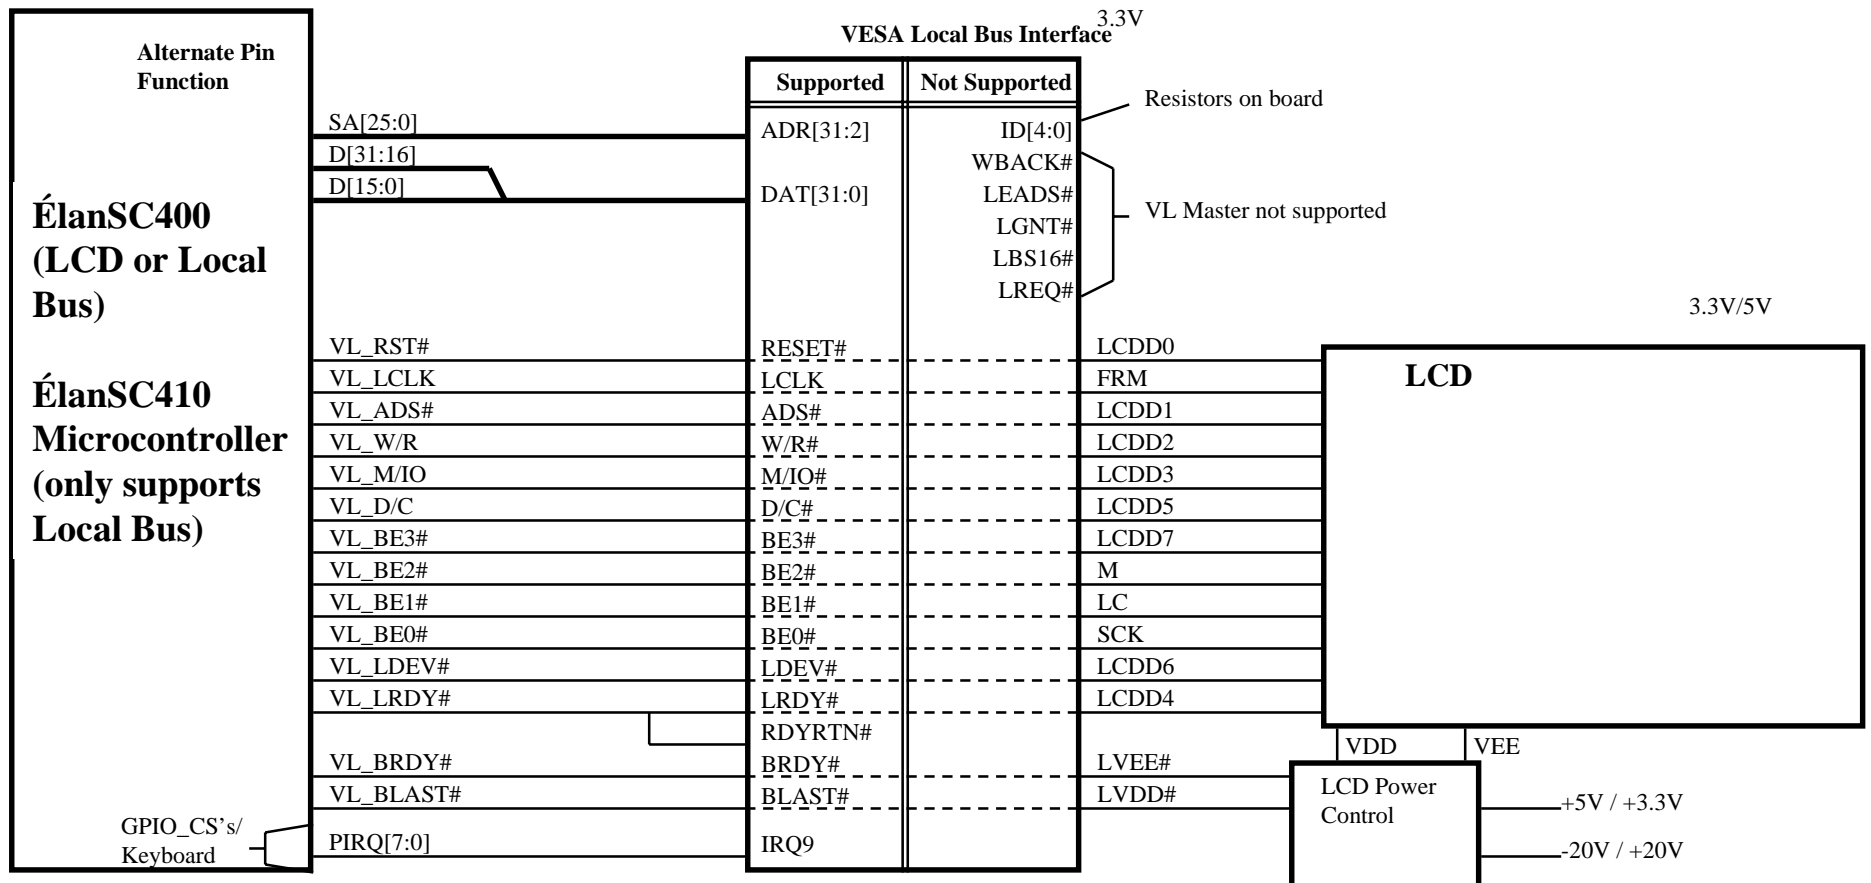 3.3V
VESA Local Bus Interface
Alternate Pin
Function
Supported
Not Supported
Resistors on board
SA[25:0]
ADR[31:2]
ID[4:0]
D[31:16]
WBACK#
D[15:0]
DAT[31:0]
LEADS#
VL Master not supported
LGNT#
LBS16#
LREQ#
ÉlanSC400
(LCD or Local
Bus)
3.3V/5V
VL_RST#
RESET#
LCDD0
LCD
VL_LCLK
LCLK
FRM
ÉlanSC410
Microcontroller
(only supports
Local Bus)
VL_ADS#
ADS#
LCDD1
VL_W/R
W/R#
LCDD2
VL_M/IO
M/IO#
LCDD3
VL_D/C
D/C#
LCDD5
VL_BE3#
BE3#
LCDD7
VL_BE2#
BE2#
M
VL_BE1#
BE1#
LC
VL_BE0#
BE0#
SCK
VL_LDEV#
LDEV#
LCDD6
VL_LRDY#
LRDY#
LCDD4
RDYRTN#
VDD
VEE
VL_BRDY#
BRDY#
LVEE#
LCD Power
Control
VL_BLAST#
BLAST#
LVDD#
+5V / +3.3V
GPIO_CS's/
Keyboard
PIRQ[7:0]
IRQ9
-20V / +20V